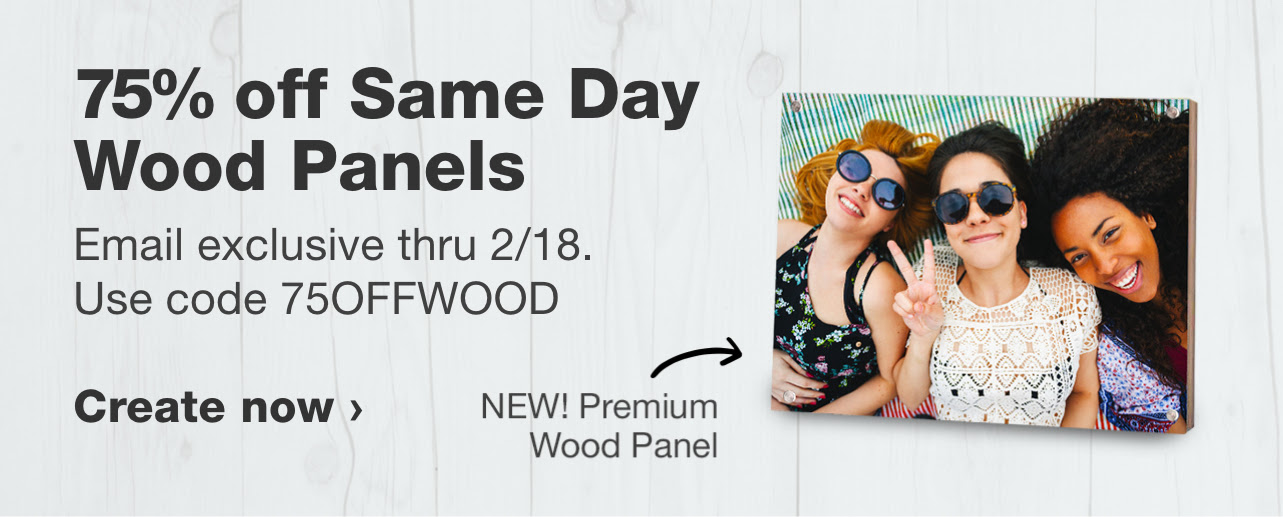 75% off Same Day
Wood Panels
Email exclusive thru 2/18.
Use code 75OFFWOOD
Create now ›
NEW! Premium
Wood Panel